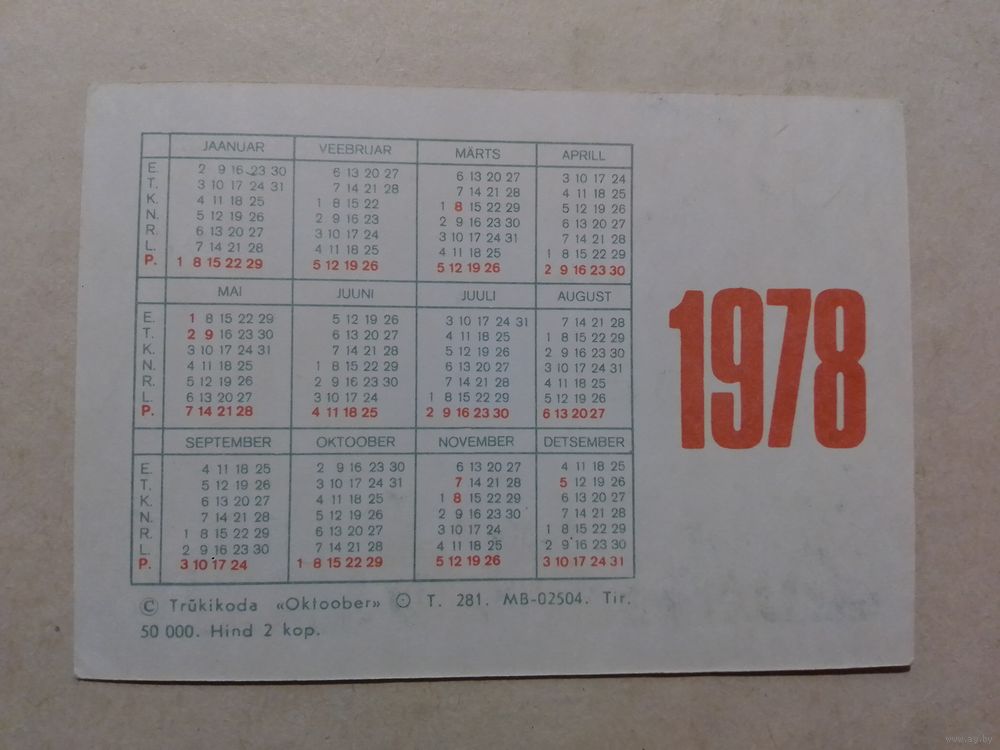 JAANUAR VEEBRUAR MÄRTS APRILL
E. 2 9 16 23 30 6 13 20 27 6 13 20 27 3 10 17 24
T. 3 10 17 24 31 7 14 21 28 7 14 21 28 4 11 18 25
K. 4 11 18 25 1 8 15 22 1 8 15 22 29 5 12 19 26
N. 5 12 19 26 2 9 16 23 2 9 16 23 30 6 13 20 27
R. 6 13 20 27 3 10 17 24 3 10 17 24 31 7 14 21 28
L. 7 14 21 28 4 11 18 25 4 11 18 25 1 8 15 22 29
P. 1 8 15 22 29 5 12 19 26 5 12 19 26 2 9 16 23 30
MAI JUUNI JUULI AUGUST
E. 1 8 15 22 29 5 12 19 26 3 10 17 24 31 7 14 21 28
T. 2 9 16 23 30 6 13 20 27 4 11 18 25 1 8 15 22 29
K. 3 10 17 24 31 7 14 21 28 5 12 19 26 2 9 16 23 30
N. 4 11 18 25 1 8 15 22 29 6 13 20 27 3 10 17 24 31
R. 5 12 19 26 2 9 16 23 30 7 14 21 28 4 11 18 25
L. 6 13 20 27 3 10 17 24 1 8 15 22 29 5 12 19 26
P. 7 14 21 28 4 11 18 25 2 9 16 23 30 6 13 20 27
SEPTEMBER OKTOOBER NOVEMBER DETSEMBER
E. 4 11 18 25 2 9 16 23 30 6 13 20 27 4 11 18 25
T. 5 12 19 26 3 10 17 24 31 7 14 21 28 5 12 19 26
K. 6 13 20 27 4 11 18 25 1 8 15 22 29 6 13 20 27
N. 7 14 21 28 5 12 19 26 2 9 16 23 30 7 14 21 28
R. 1 8 15 22 29 6 13 20 27 3 10 17 24 1 8 15 22 29
L. 2 9 16 23 30 7 14 21 28 4 11 18 25 2 9 16 23 30
P. 3 10 17 24 1 8 15 22 29 5 12 19 26 3 10 17 24 31
1978
© Trükikoda «Oktoober» T. 281. MB-02504. Tir.
50 000. Hind 2 kop.
www.ay.by